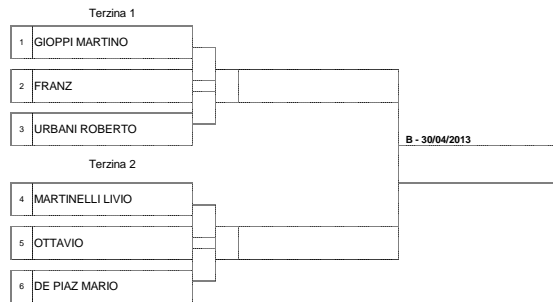 Terzina 1
1 GIOPPI MARTINO
2 FRANZ
3 URBANI ROBERTO
B - 30/04/2013
Terzina 2
4 MARTINELLI LIVIO
5 OTTAVIO
6 DE PIAZ MARIO